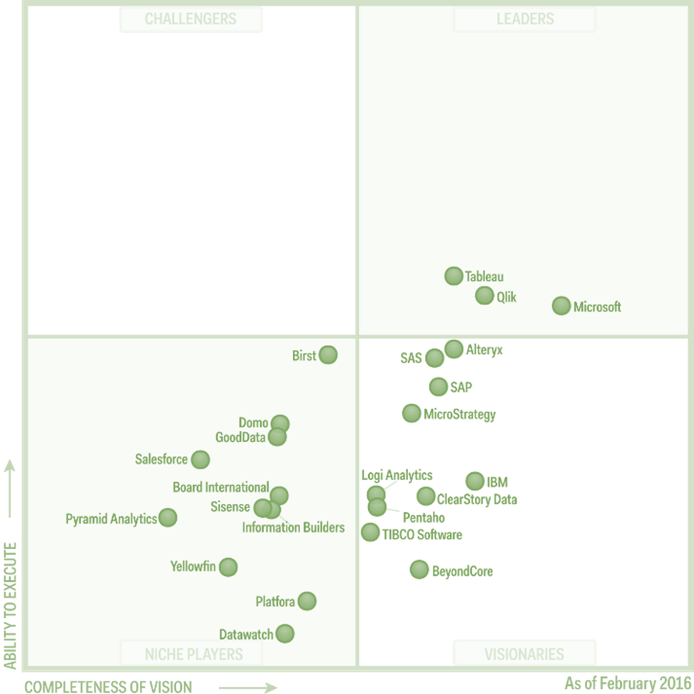 CHALLENGERS
LEADERS
Tableau
Qlik
Microsoft
Birst
Alteryx
SAS
SAP
MicroStrategy
Domo
GoodData
Salesforce
Logi Analytics
IBM
Board International
ClearStory Data
Sisense
Pyramid Analytics
Pentaho
Information Builders
TIBCO Software
Yellowfin
BeyondCore
Platfora
Datawatch
NICHE PLAYERS
VISIONARIES
ABILITY TO EXECUTE
COMPLETENESS OF VISION
As of February 2016